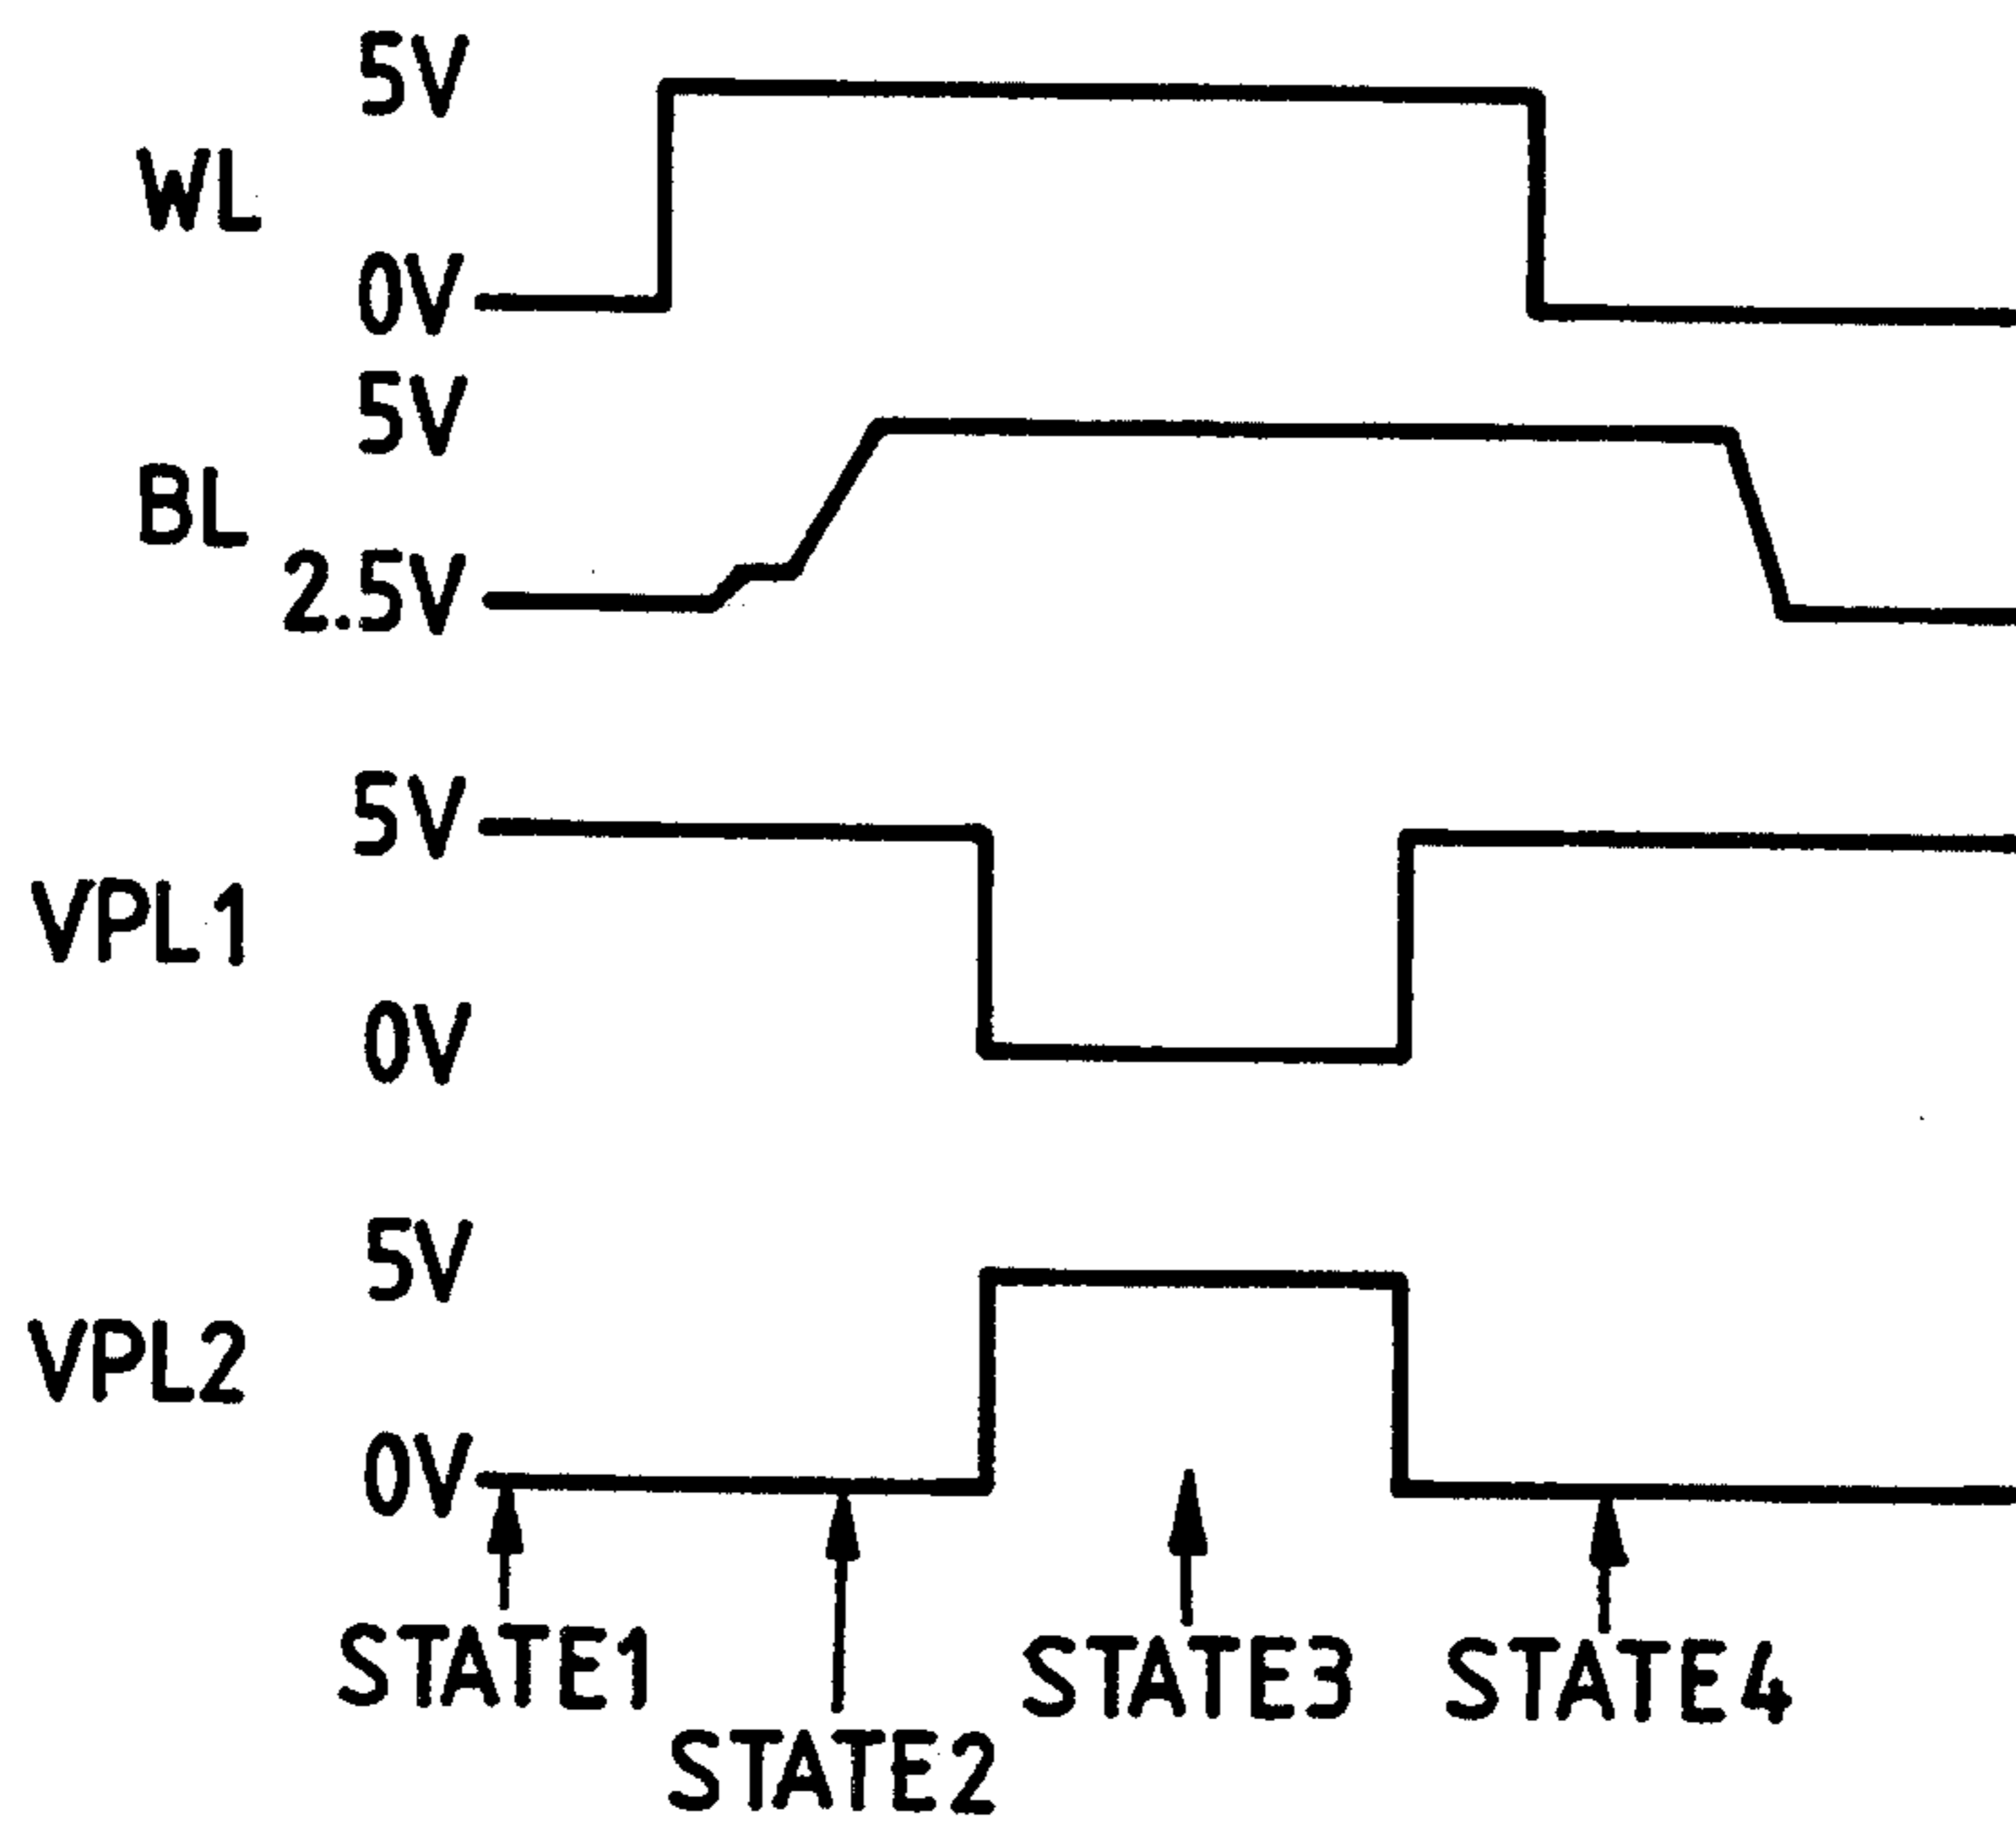 5V
WL
0V
5V
BL
2.5V
5V
VPL1
0V
5V
VPL2
0V
STATE1
STATE2
STATE3
STATE4